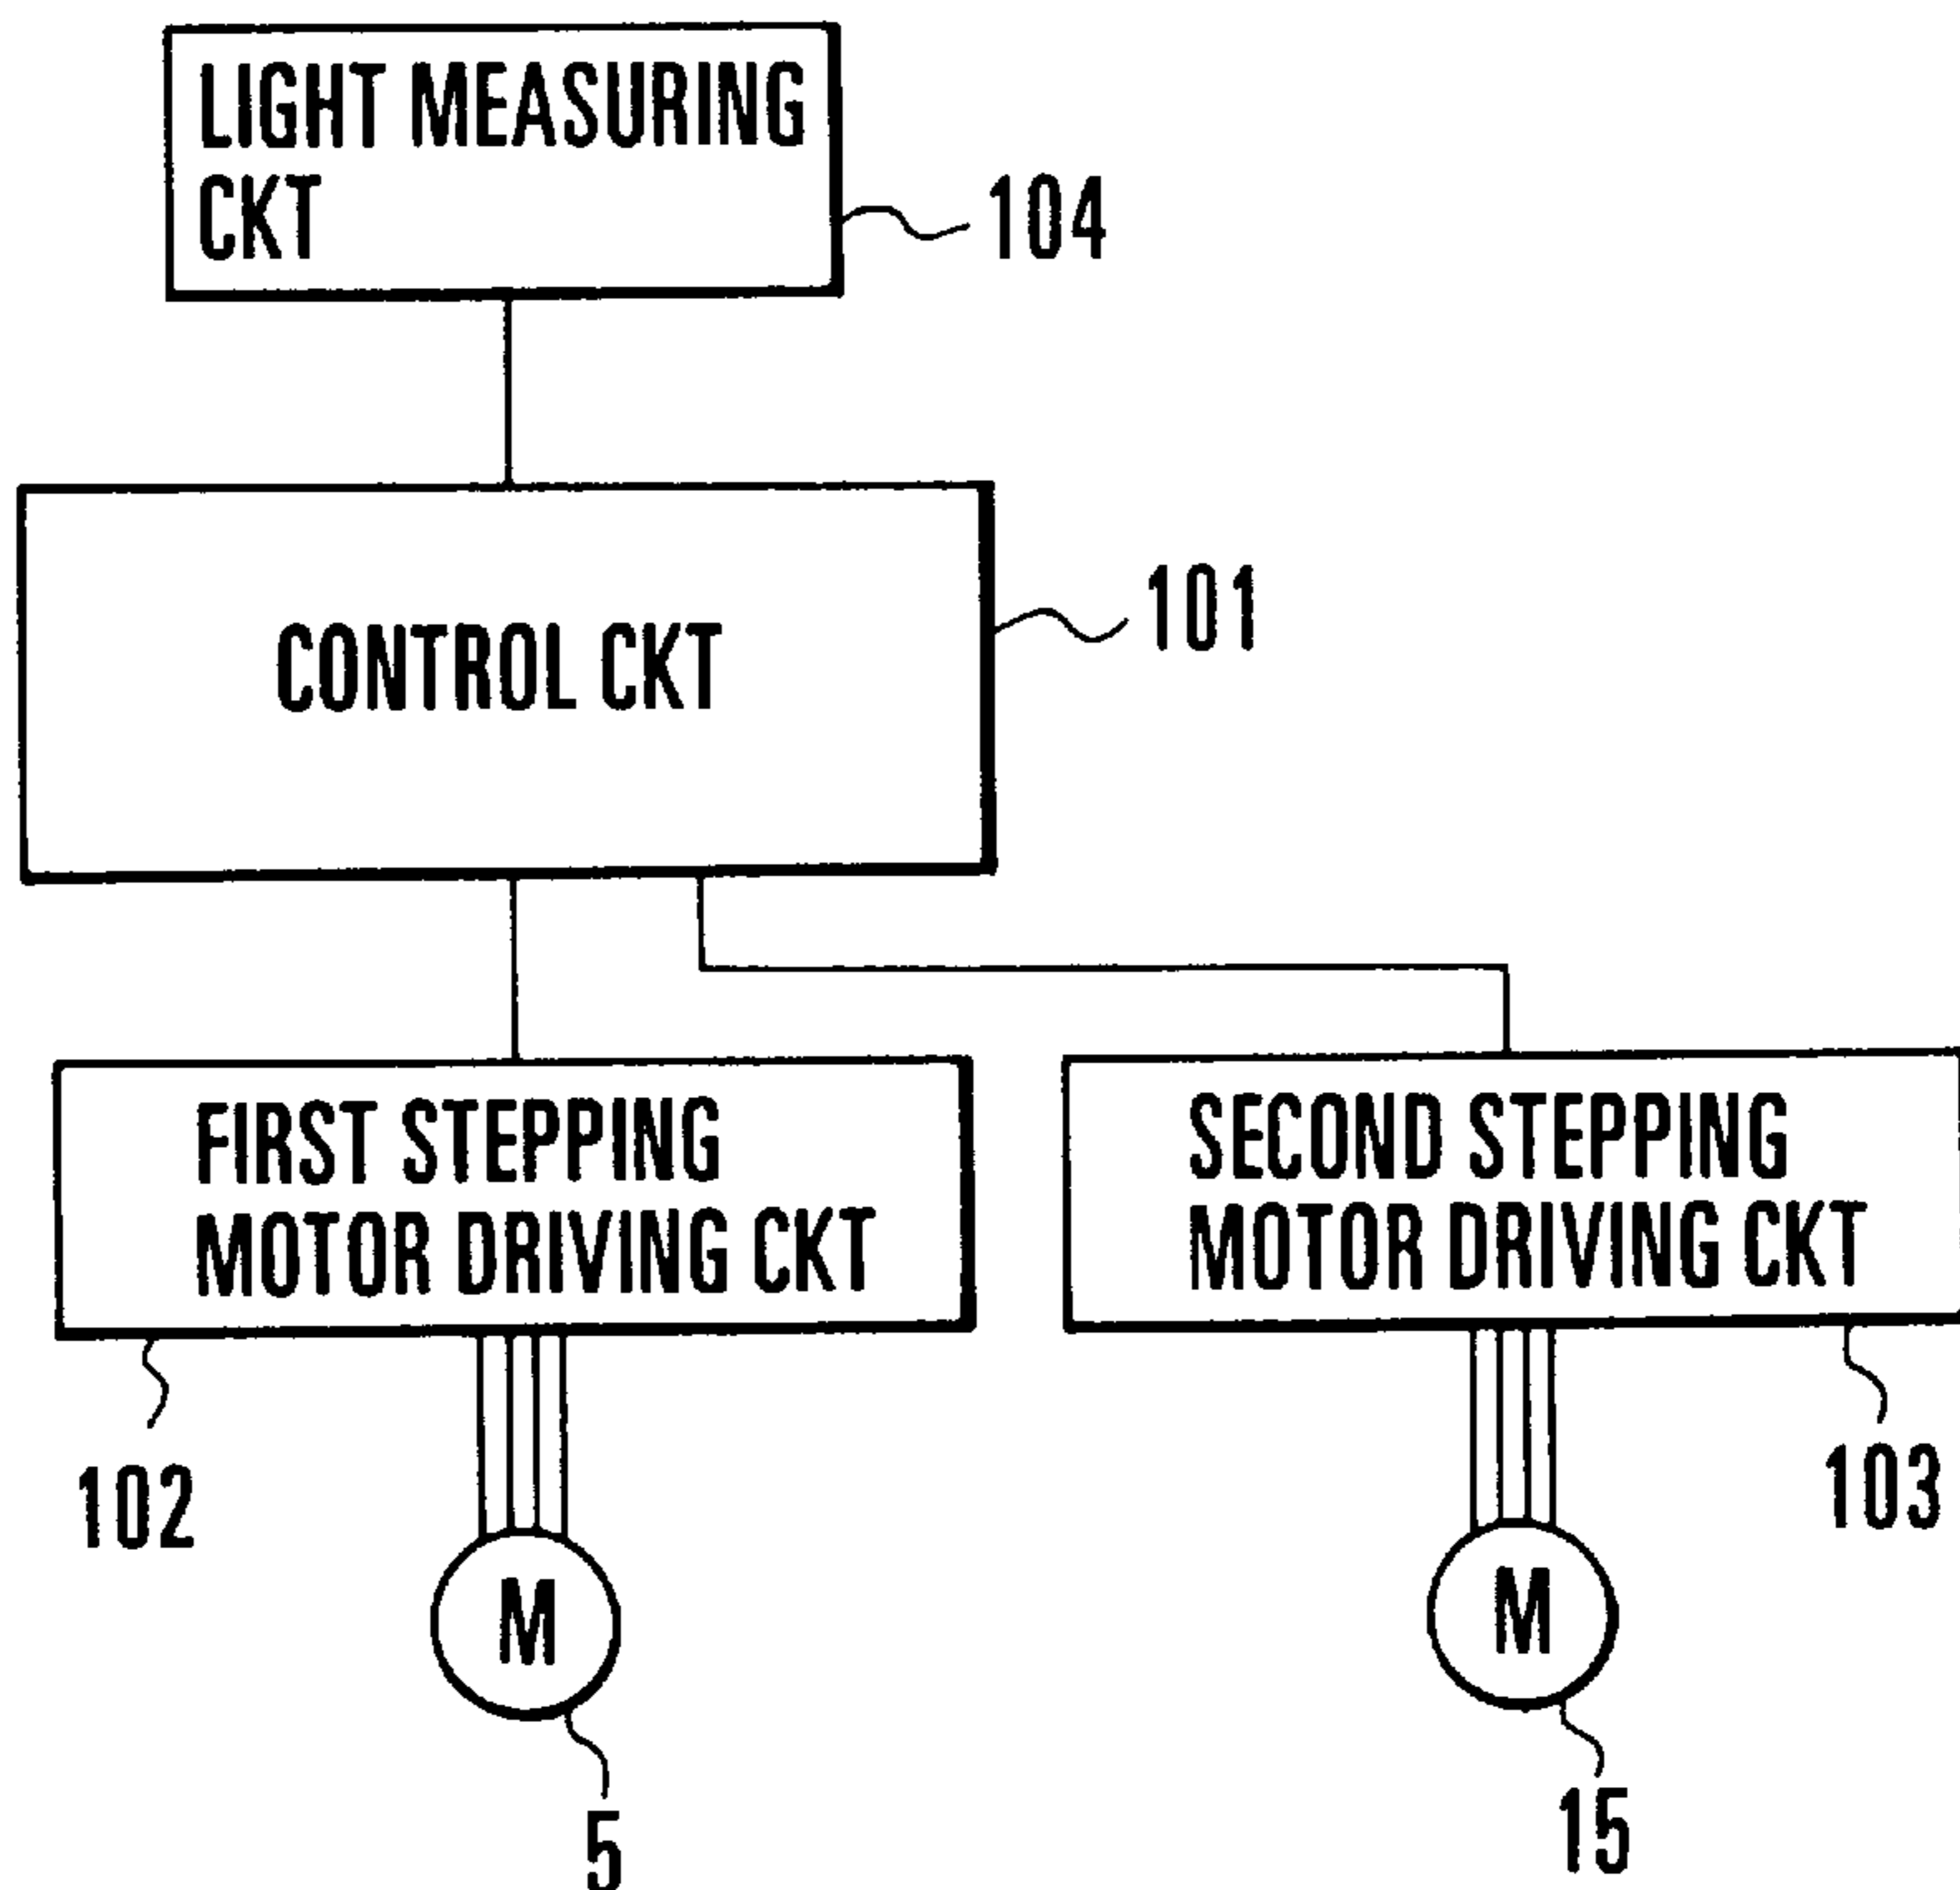 LIGHT MEASURING
CKT
104
CONTROL CKT
101
FIRST STEPPING
MOTOR DRIVING CKT
SECOND STEPPING
MOTOR DRIVING CKT
102
103
M
M
5
15